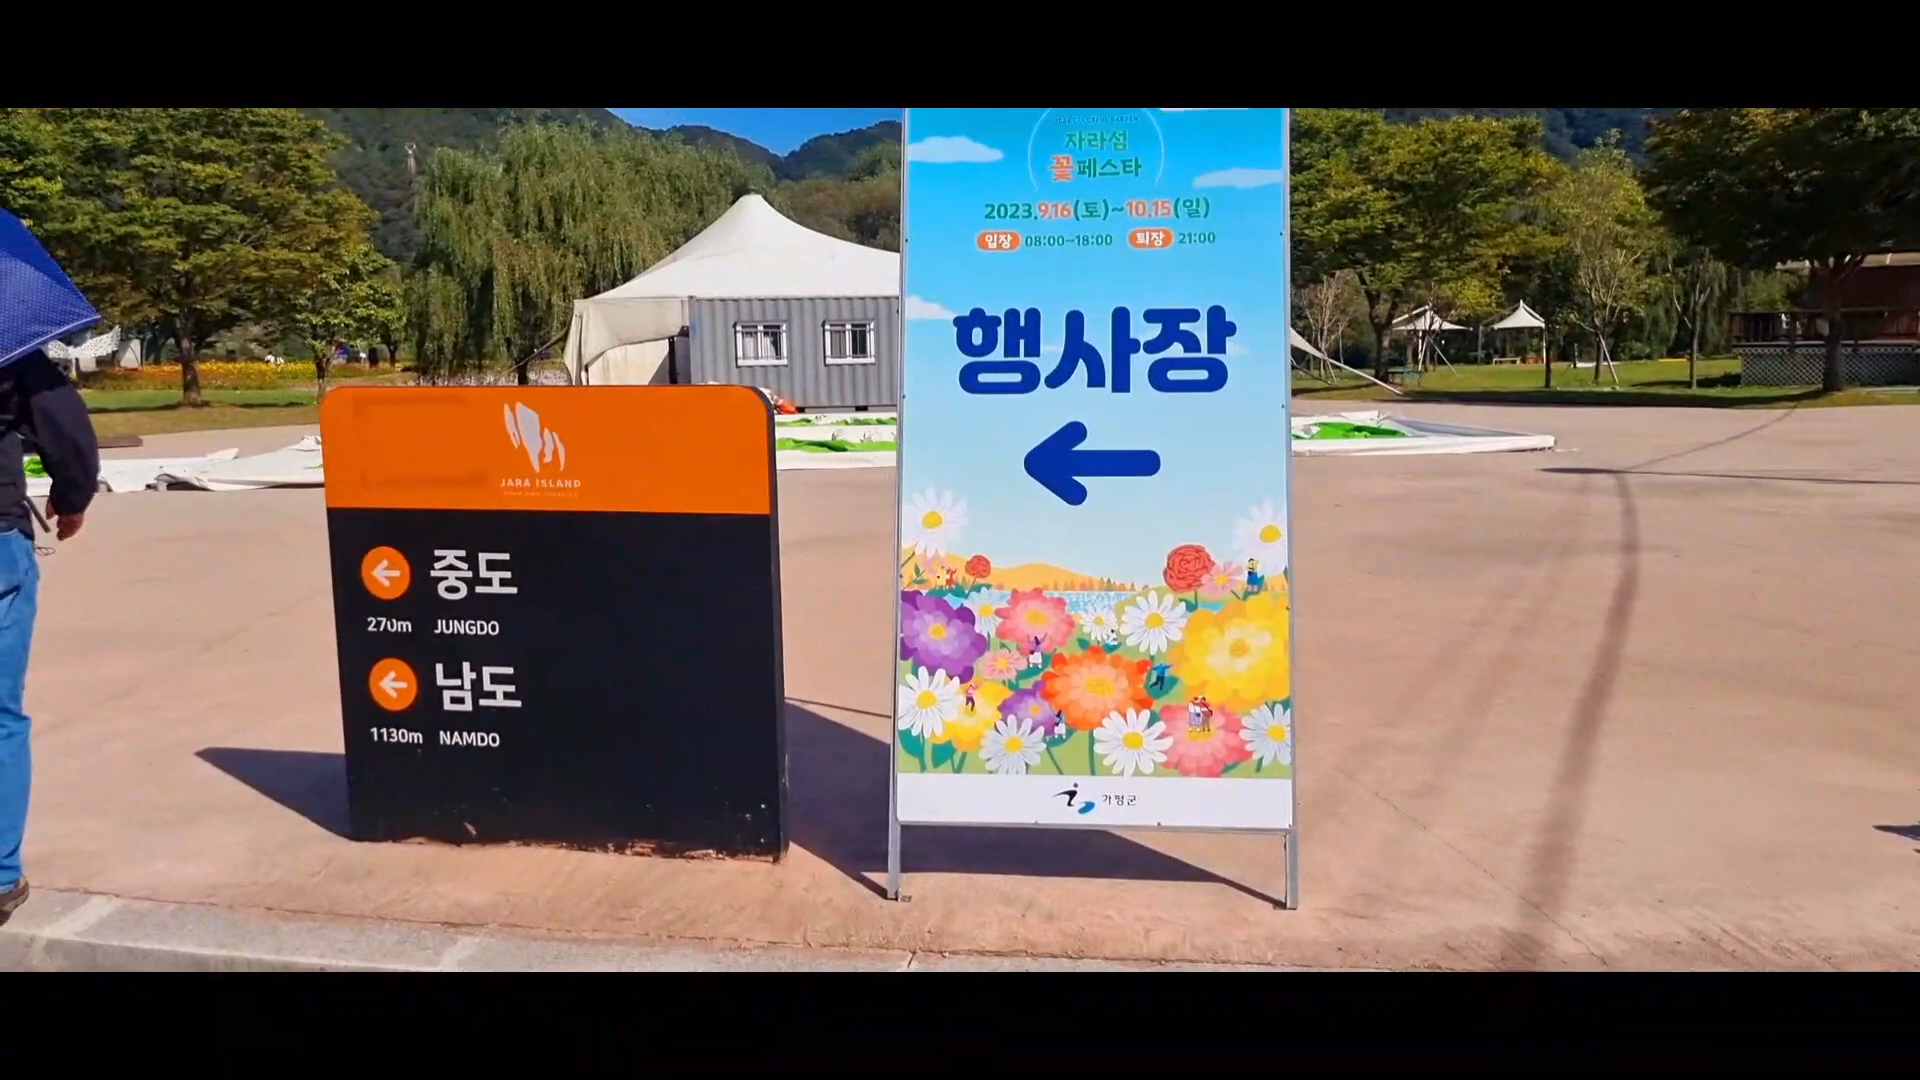 JARA ISLAND
중도
270m JUNGDO
남도
1130m NAMDO
자라섬
꽃페스타
2023.9.16(토)~10.15(일)
입장 08:00~18:00 퇴장 21:00
행사장
가평군